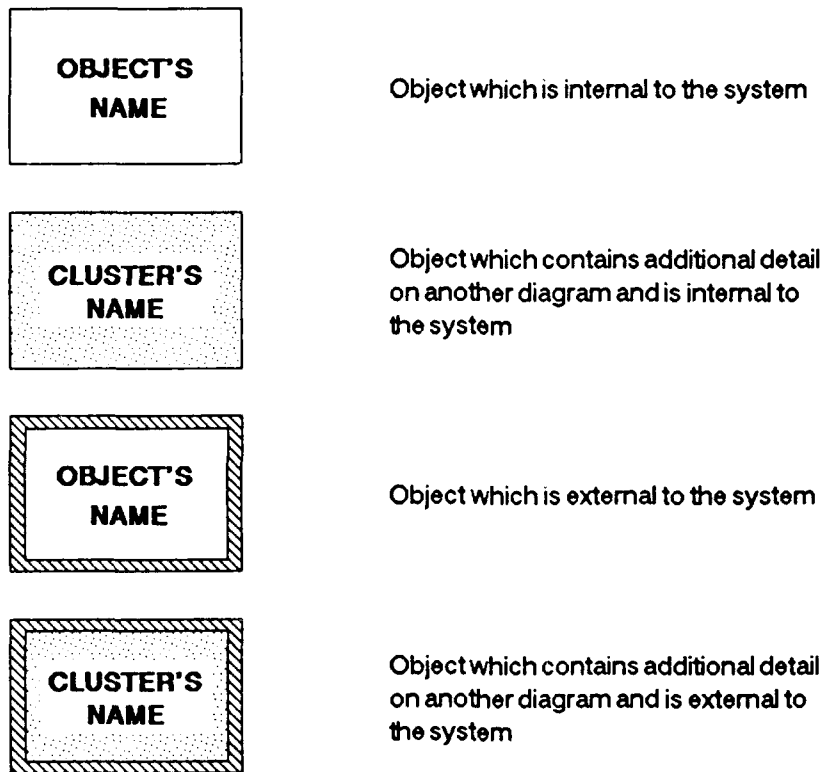 OBJECT'S
NAME
Object which is internal to the system
CLUSTER'S
NAME
Object which contains additional detail
on another diagram and is internal to
the system
OBJECT'S
NAME
Object which is external to the system
CLUSTER'S
NAME
Object which contains additional detail
on another diagram and is external to
the system